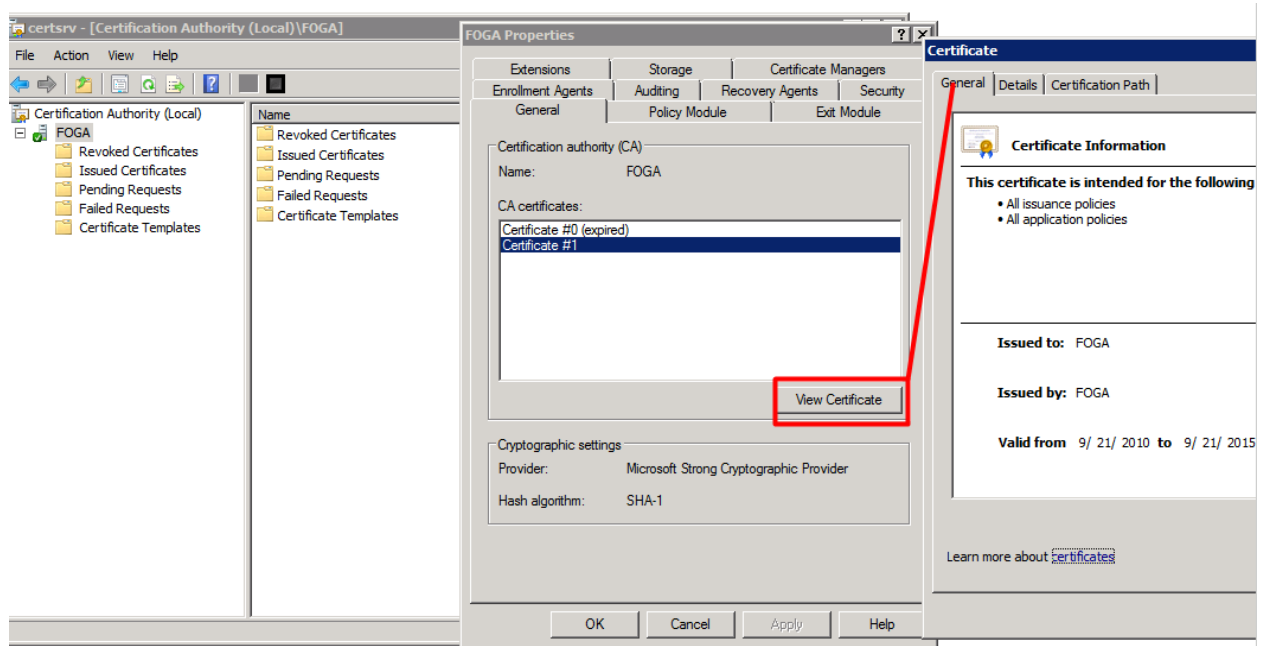 certsrv - [Certification Authority (Local)\FOGA]
File Action View Help
Certification Authority (Local)
FOGA
Revoked Certificates
Issued Certificates
Pending Requests
Failed Requests
Certificate Templates
Name
Revoked Certificates
Issued Certificates
Pending Requests
Failed Requests
Certificate Templates
FOGA Properties
Extensions Storage Certificate Managers
Enrollment Agents Auditing Recovery Agents Security
General Policy Module Exit Module
Certification authority (CA)
Name: FOGA
CA certificates:
Certificate #0 (expired)
Certificate #1
View Certificate
Cryptographic settings
Provider: Microsoft Strong Cryptographic Provider
Hash algorithm: SHA-1
OK Cancel Apply Help
Certificate
General Details Certification Path
Certificate Information
This certificate is intended for the following
• All issuance policies
• All application policies
Issued to: FOGA
Issued by: FOGA
Valid from 9/ 21/ 2010 to 9/ 21/ 2015
Learn more about certificates